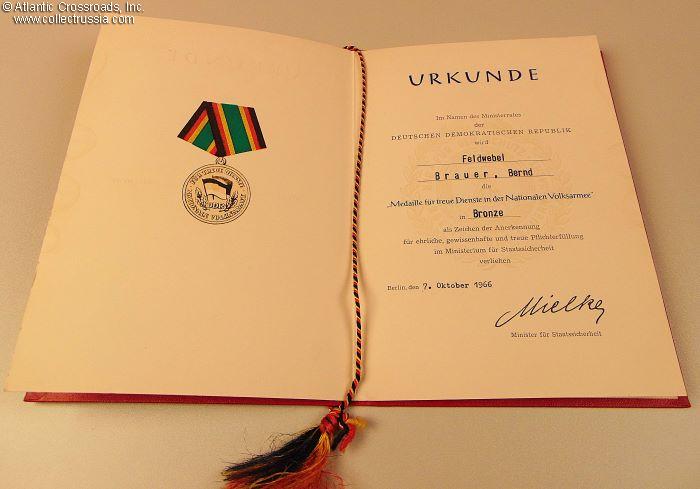 © Atlantic Crossroads, Inc.
© www.collectrussia.com
URKUNDE
Im Namen des Ministerrates
der
DEUTSCHEN DEMOKRATISCHEN REPUBLIK
wird
Feldwebel
Brauer, Bernd
die
„Medaille für treue Dienste in der Nationalen Volksarmee"
in Bronze
als Zeichen der Anerkennung
für ehrliche, gewissenhafte und treue Pflichterfüllung
im Ministerium für Staatssicherheit
verliehen
Berlin, den 7. Oktober 1966
Mielke
Minister für Staatssicherheit